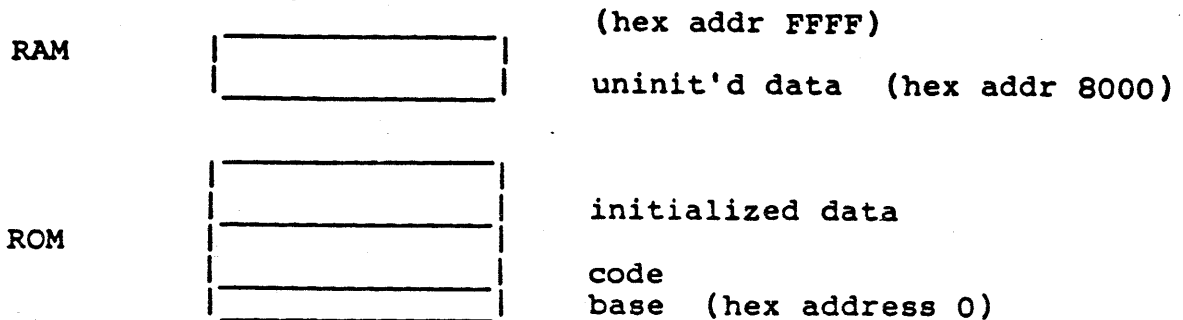 (hex addr FFFF)
RAM
uninit'd data (hex addr 8000)
initialized data
ROM
code
base (hex address 0)